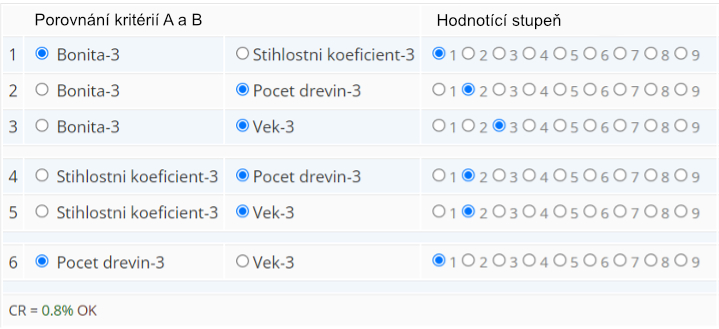 Porovnání kritérií A a B Hodnotící stupeň
1 Bonita-3 Stihlostni koeficient-3 1 2 3 4 5 6 7 8 9
2 Bonita-3 Pocet drevin-3 1 2 3 4 5 6 7 8 9
3 Bonita-3 Vek-3 1 2 3 4 5 6 7 8 9
4 Stihlostni koeficient-3 Pocet drevin-3 1 2 3 4 5 6 7 8 9
5 Stihlostni koeficient-3 Vek-3 1 2 3 4 5 6 7 8 9
6 Pocet drevin-3 Vek-3 1 2 3 4 5 6 7 8 9
CR = 0.8% OK